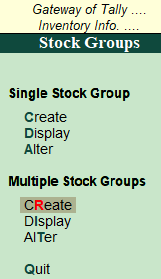 Gateway of Tally ....
Inventory Info. ....
Stock Groups
Single Stock Group
Create
Display
Alter
Multiple Stock Groups
CReate
DIsplay
AlTer
Quit